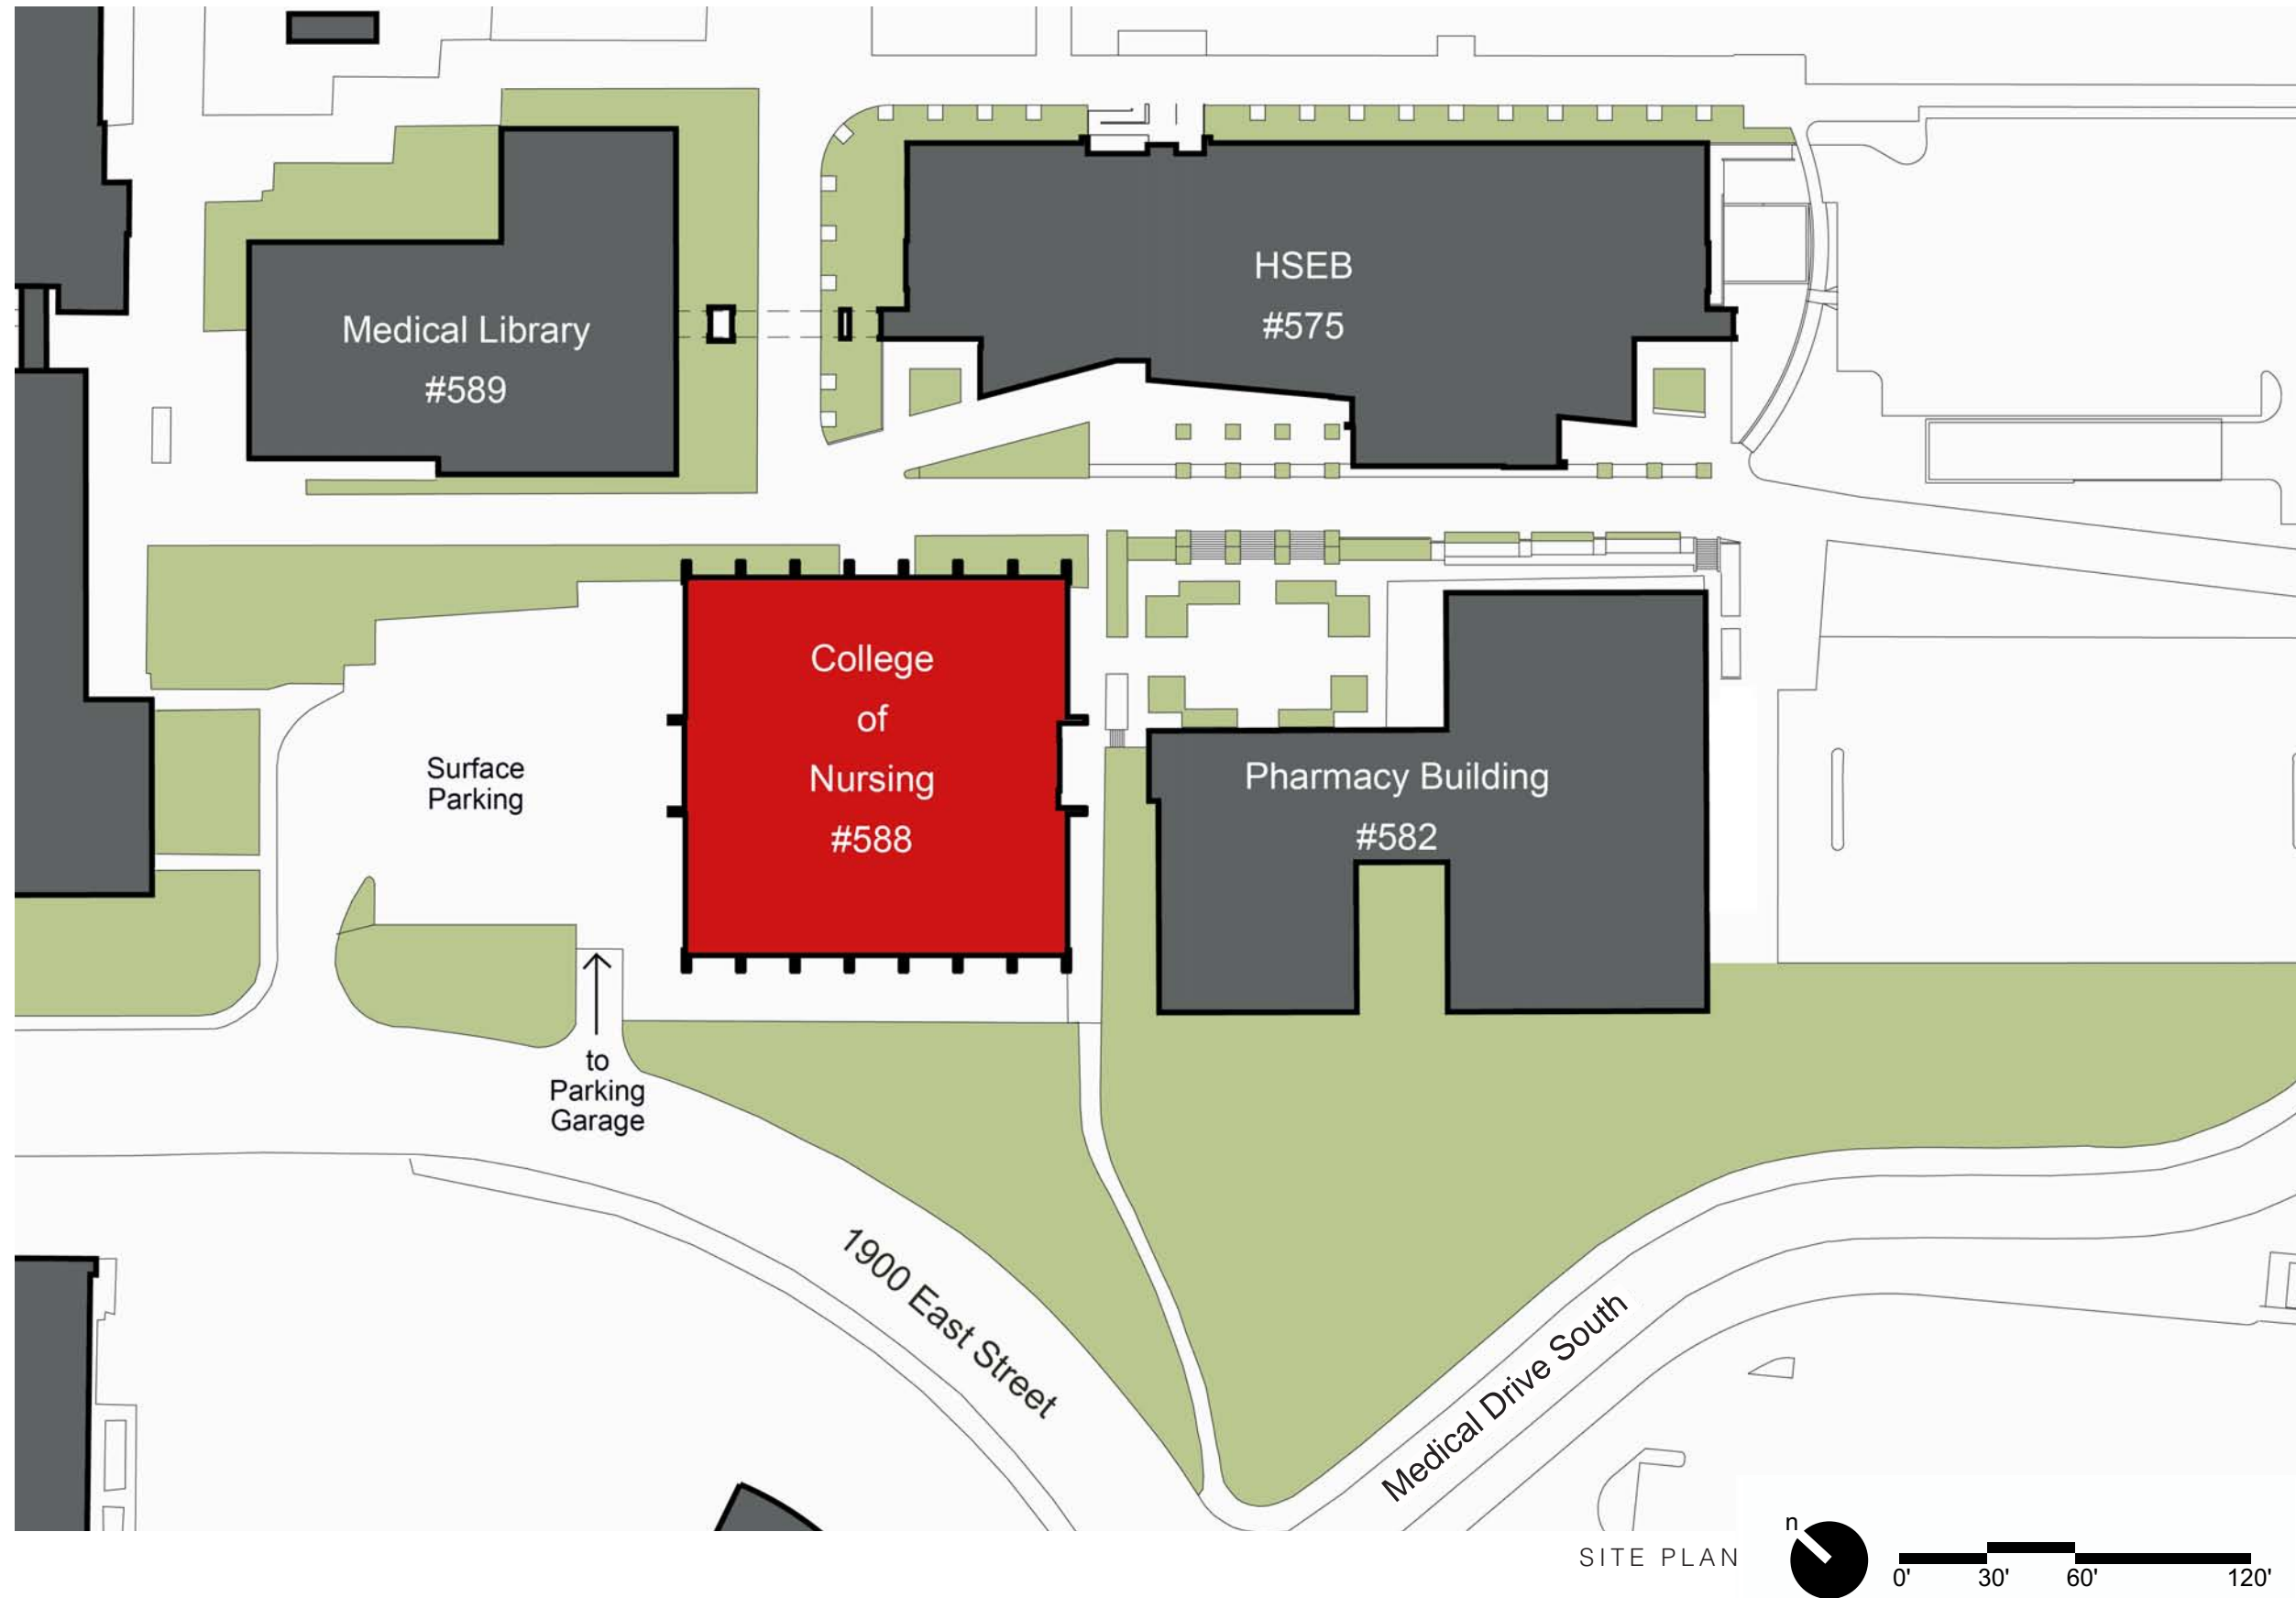 HSEB
#575
Medical Library
#589
College
of
Nursing
#588
Surface
Parking
Pharmacy Building
#582
to
Parking
Garage
1900 East Street
Medical Drive South
SITE PLAN
n
0' 30' 60' 120'